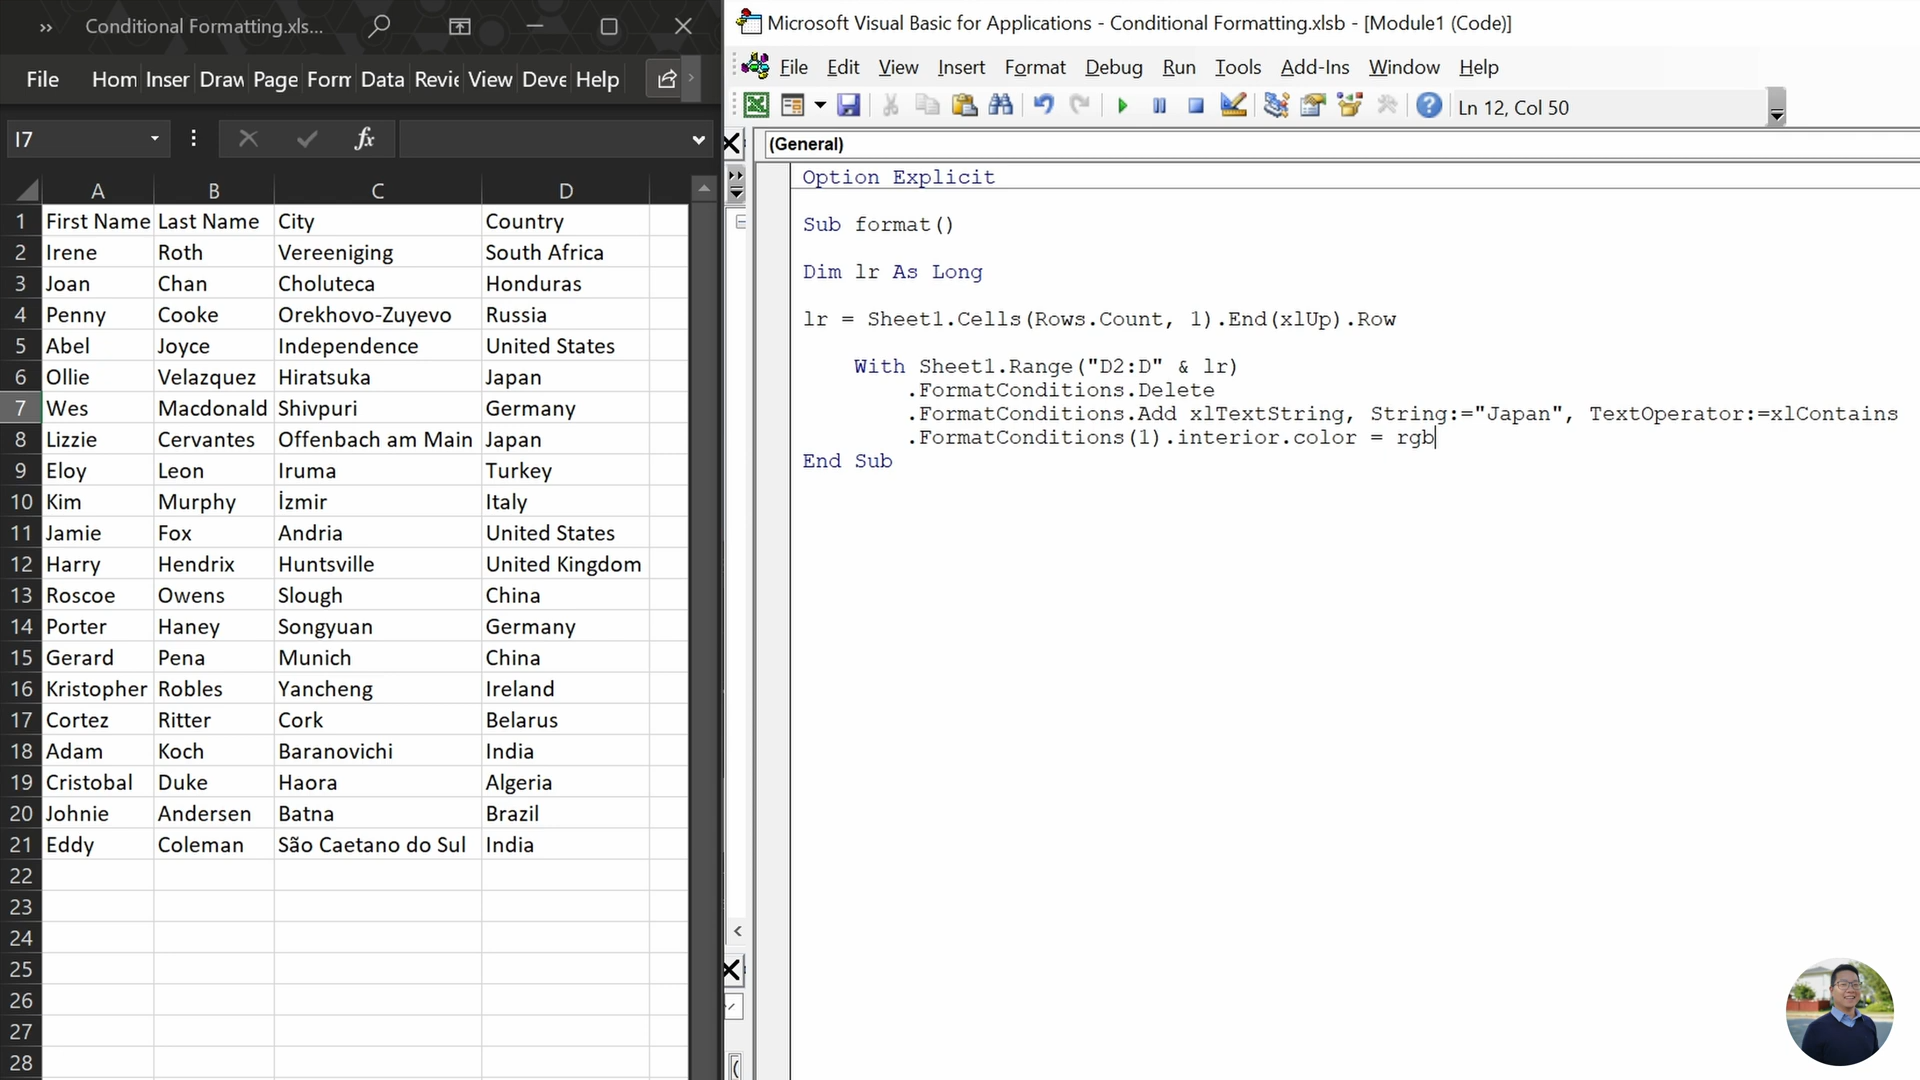 Conditional Formatting.xls...
File Hom Inser Draw Page Form Data Revie View Deve Help
I7
fx
A B C D
1 First Name Last Name City Country
2 Irene Roth Vereeniging South Africa
3 Joan Chan Choluteca Honduras
4 Penny Cooke Orekhovo-Zuyevo Russia
5 Abel Joyce Independence United States
6 Ollie Velazquez Hiratsuka Japan
7 Wes Macdonald Shivpuri Germany
8 Lizzie Cervantes Offenbach am Main Japan
9 Eloy Leon Iruma Turkey
10 Kim Murphy İzmir Italy
11 Jamie Fox Andria United States
12 Harry Hendrix Huntsville United Kingdom
13 Roscoe Owens Slough China
14 Porter Haney Songyuan Germany
15 Gerard Pena Munich China
16 Kristopher Robles Yancheng Ireland
17 Cortez Ritter Cork Belarus
18 Adam Koch Baranovichi India
19 Cristobal Duke Haora Algeria
20 Johnie Andersen Batna Brazil
21 Eddy Coleman São Caetano do Sul India
22
23
24
25
26
27
28
Microsoft Visual Basic for Applications - Conditional Formatting.xlsb - [Module1 (Code)]
File Edit View Insert Format Debug Run Tools Add-Ins Window Help
Ln 12, Col 50
(General)
Option Explicit
Sub format()
Dim lr As Long
lr = Sheet1.Cells(Rows.Count, 1).End(xlUp).Row
With Sheet1.Range("D2:D" & lr)
.FormatConditions.Delete
.FormatConditions.Add xlTextString, String:="Japan", TextOperator:=xlContains
.FormatConditions(1).interior.color = rgb
End Sub